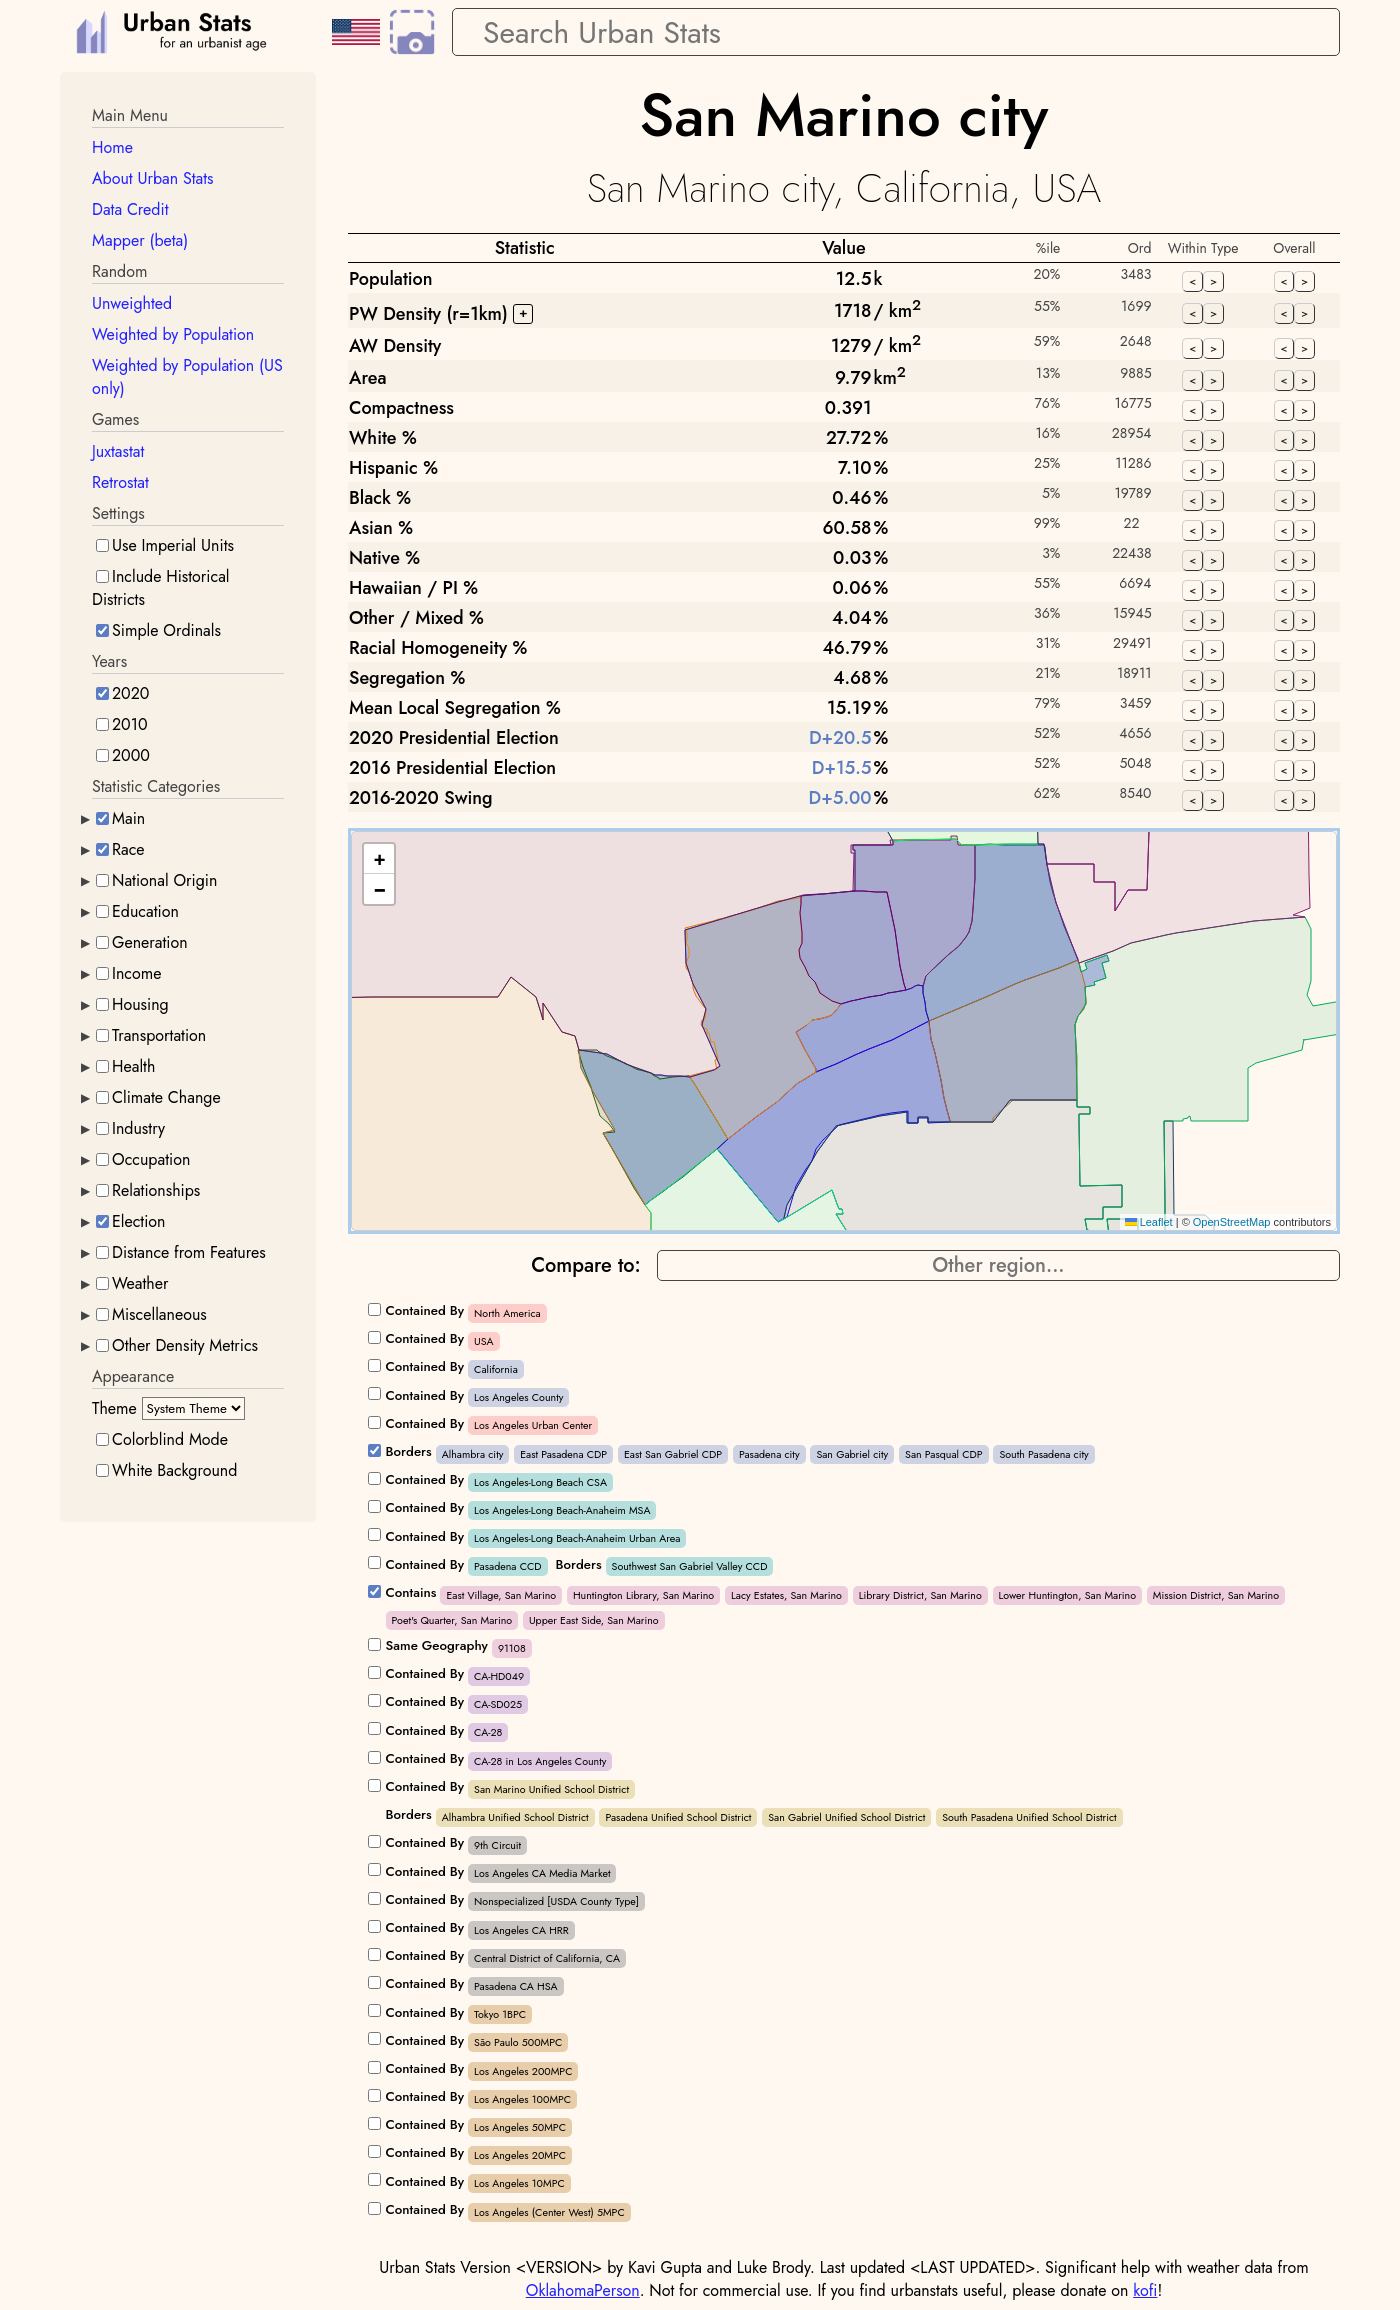 Urban Stats
for an urbanist age
Search Urban Stats
Main Menu
Home
About Urban Stats
Data Credit
Mapper (beta)
Random
Unweighted
Weighted by Population
Weighted by Population (US
only)
Games
Juxtastat
Retrostat
Settings
Use Imperial Units
Include Historical
Districts
Simple Ordinals
Years
2020
2010
2000
Statistic Categories
Main
Race
National Origin
Education
Generation
Income
Housing
Transportation
Health
Climate Change
Industry
Occupation
Relationships
Election
Distance from Features
Weather
Miscellaneous
Other Density Metrics
Appearance
Theme System Theme
Colorblind Mode
White Background
San Marino city
San Marino city, California, USA
Statistic Value %ile Ord Within Type Overall
Population 12.5k 20% 3483 < > < >
PW Density (r=1km) + 1718 / km2 55% 1699 < > < >
AW Density 1279 / km2 59% 2648 < > < >
Area 9.79 km2 13% 9885 < > < >
Compactness 0.391 76% 16775 < > < >
White % 27.72% 16% 28954 < > < >
Hispanic % 7.10% 25% 11286 < > < >
Black % 0.46% 5% 19789 < > < >
Asian % 60.58% 99% 22 < > < >
Native % 0.03% 3% 22438 < > < >
Hawaiian / PI % 0.06% 55% 6694 < > < >
Other / Mixed % 4.04% 36% 15945 < > < >
Racial Homogeneity % 46.79% 31% 29491 < > < >
Segregation % 4.68% 21% 18911 < > < >
Mean Local Segregation % 15.19% 79% 3459 < > < >
2020 Presidential Election D+20.5% 52% 4656 < > < >
2016 Presidential Election D+15.5% 52% 5048 < > < >
2016-2020 Swing D+5.00% 62% 8540 < > < >
+
−
Leaflet | © OpenStreetMap contributors
Compare to: Other region...
Contained By North America
Contained By USA
Contained By California
Contained By Los Angeles County
Contained By Los Angeles Urban Center
Borders Alhambra city East Pasadena CDP East San Gabriel CDP Pasadena city San Gabriel city San Pasqual CDP South Pasadena city
Contained By Los Angeles-Long Beach CSA
Contained By Los Angeles-Long Beach-Anaheim MSA
Contained By Los Angeles-Long Beach-Anaheim Urban Area
Contained By Pasadena CCD Borders Southwest San Gabriel Valley CCD
Contains East Village, San Marino Huntington Library, San Marino Lacy Estates, San Marino Library District, San Marino Lower Huntington, San Marino Mission District, San Marino
Poet's Quarter, San Marino Upper East Side, San Marino
Same Geography 91108
Contained By CA-HD049
Contained By CA-SD025
Contained By CA-28
Contained By CA-28 in Los Angeles County
Contained By San Marino Unified School District
Borders Alhambra Unified School District Pasadena Unified School District San Gabriel Unified School District South Pasadena Unified School District
Contained By 9th Circuit
Contained By Los Angeles CA Media Market
Contained By Nonspecialized [USDA County Type]
Contained By Los Angeles CA HRR
Contained By Central District of California, CA
Contained By Pasadena CA HSA
Contained By Tokyo 1BPC
Contained By São Paulo 500MPC
Contained By Los Angeles 200MPC
Contained By Los Angeles 100MPC
Contained By Los Angeles 50MPC
Contained By Los Angeles 20MPC
Contained By Los Angeles 10MPC
Contained By Los Angeles (Center West) 5MPC
Urban Stats Version <VERSION> by Kavi Gupta and Luke Brody. Last updated <LAST UPDATED>. Significant help with weather data from
OklahomaPerson. Not for commercial use. If you find urbanstats useful, please donate on kofi!